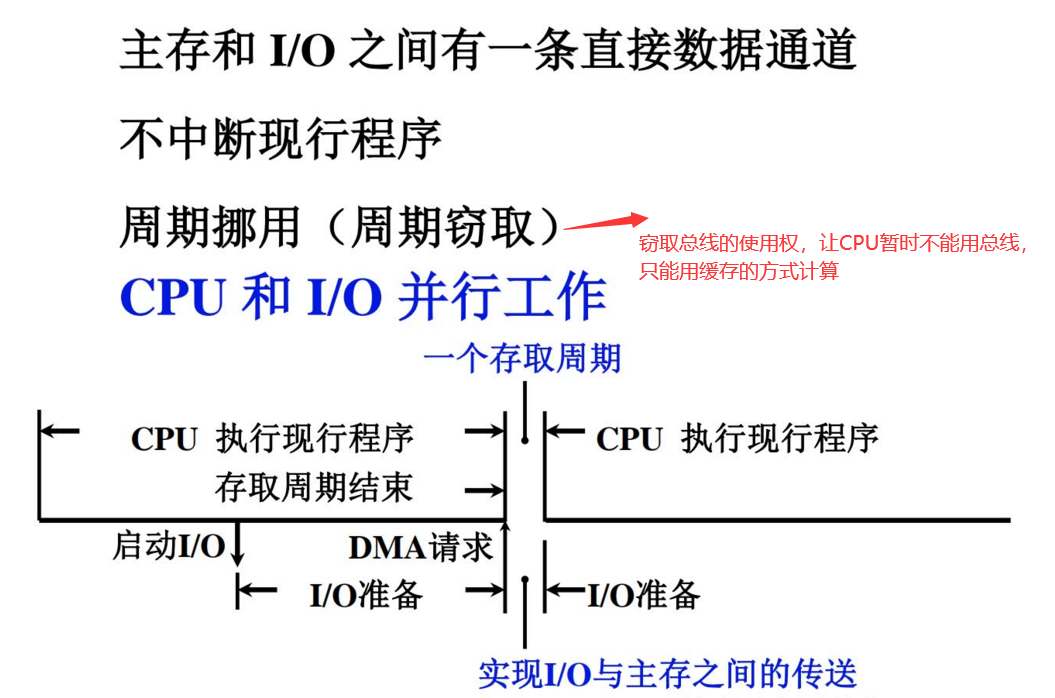 主存和 I/O 之间有一条直接数据通道
不中断现行程序
周期挪用（周期窃取）
窃取总线的使用权，让CPU暂时不能用总线，
只能用缓存的方式计算
CPU 和 I/O 并行工作
一个存取周期
CPU 执行现行程序
CPU 执行现行程序
存取周期结束
启动I/O
DMA请求
I/O准备
I/O准备
实现I/O与主存之间的传送